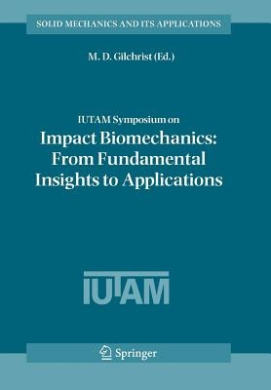 SOLID MECHANICS AND ITS APPLICATIONS
M. D. Gilchrist (Ed.)
IUTAM Symposium on
Impact Biomechanics:
From Fundamental
Insights to Applications
IUTAM
Springer